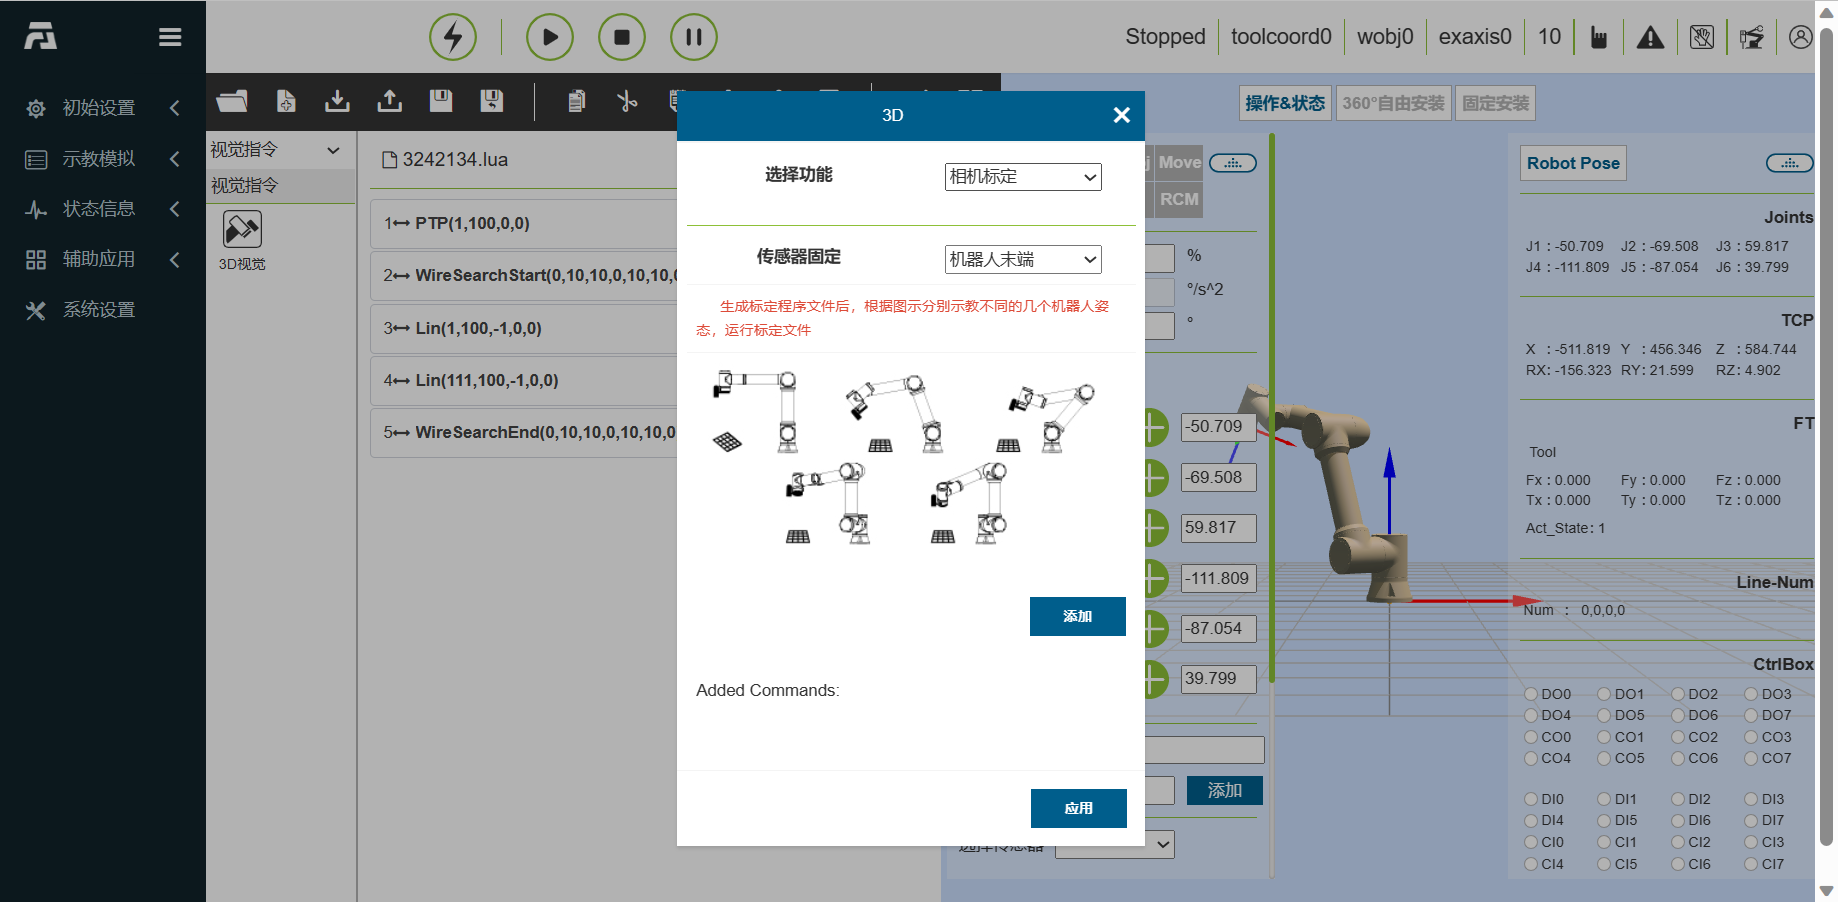 Stopped
toolcoord0
wobj0
exaxis0
10
初始设置
示教模拟
状态信息
辅助应用
系统设置
视觉指令
视觉指令
3D视觉
3242134.lua
1 PTP(1,100,0,0)
2 WireSearchStart(0,10,10,0,10,10,0
3 Lin(1,100,-1,0,0)
4 Lin(111,100,-1,0,0)
5 WireSearchEnd(0,10,10,0,10,10,0
3D
选择功能
相机标定
传感器固定
机器人末端
生成标定程序文件后，根据图示分别示教不同的几个机器人姿
态，运行标定文件
添加
Added Commands:
应用
操作&状态
360°自由安装
固定安装
j Move
RCM
%
°/s^2
°
-50.709
-69.508
59.817
-111.809
-87.054
39.799
添加
选择传感器
Robot Pose
Joints
J1 : -50.709 J2 : -69.508 J3 : 59.817
J4 : -111.809 J5 : -87.054 J6 : 39.799
TCP
X : -511.819 Y : 456.346 Z : 584.744
RX: -156.323 RY: 21.599 RZ: 4.902
FT
Tool
Fx : 0.000 Fy : 0.000 Fz : 0.000
Tx : 0.000 Ty : 0.000 Tz : 0.000
Act_State: 1
Line-Num
Num : 0,0,0,0
CtrlBox
DO0 DO1 DO2 DO3
DO4 DO5 DO6 DO7
CO0 CO1 CO2 CO3
CO4 CO5 CO6 CO7
DI0 DI1 DI2 DI3
DI4 DI5 DI6 DI7
CI0 CI1 CI2 CI3
CI4 CI5 CI6 CI7